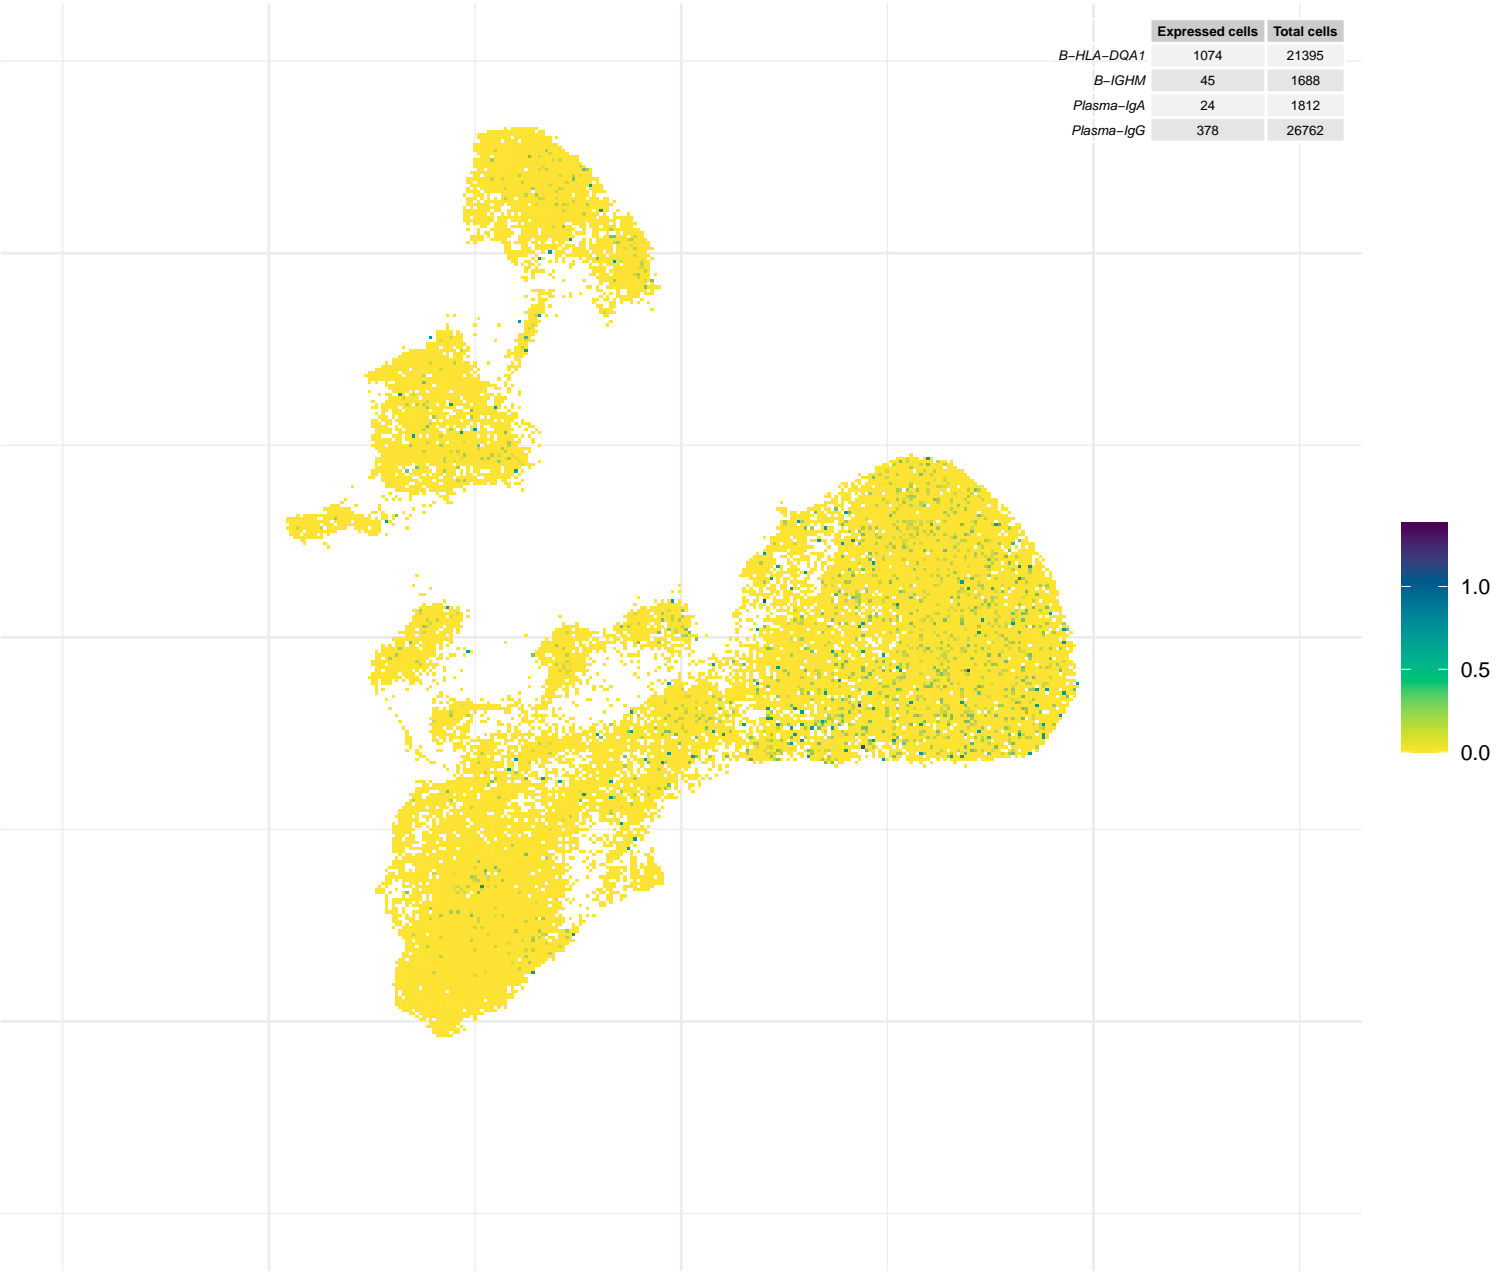 Expressed cells Total cells
B−HLA−DQA1 1074 21395
B−IGHM 45 1688
Plasma−IgA 24 1812
Plasma−IgG 378 26762
1.0
0.5
0.0